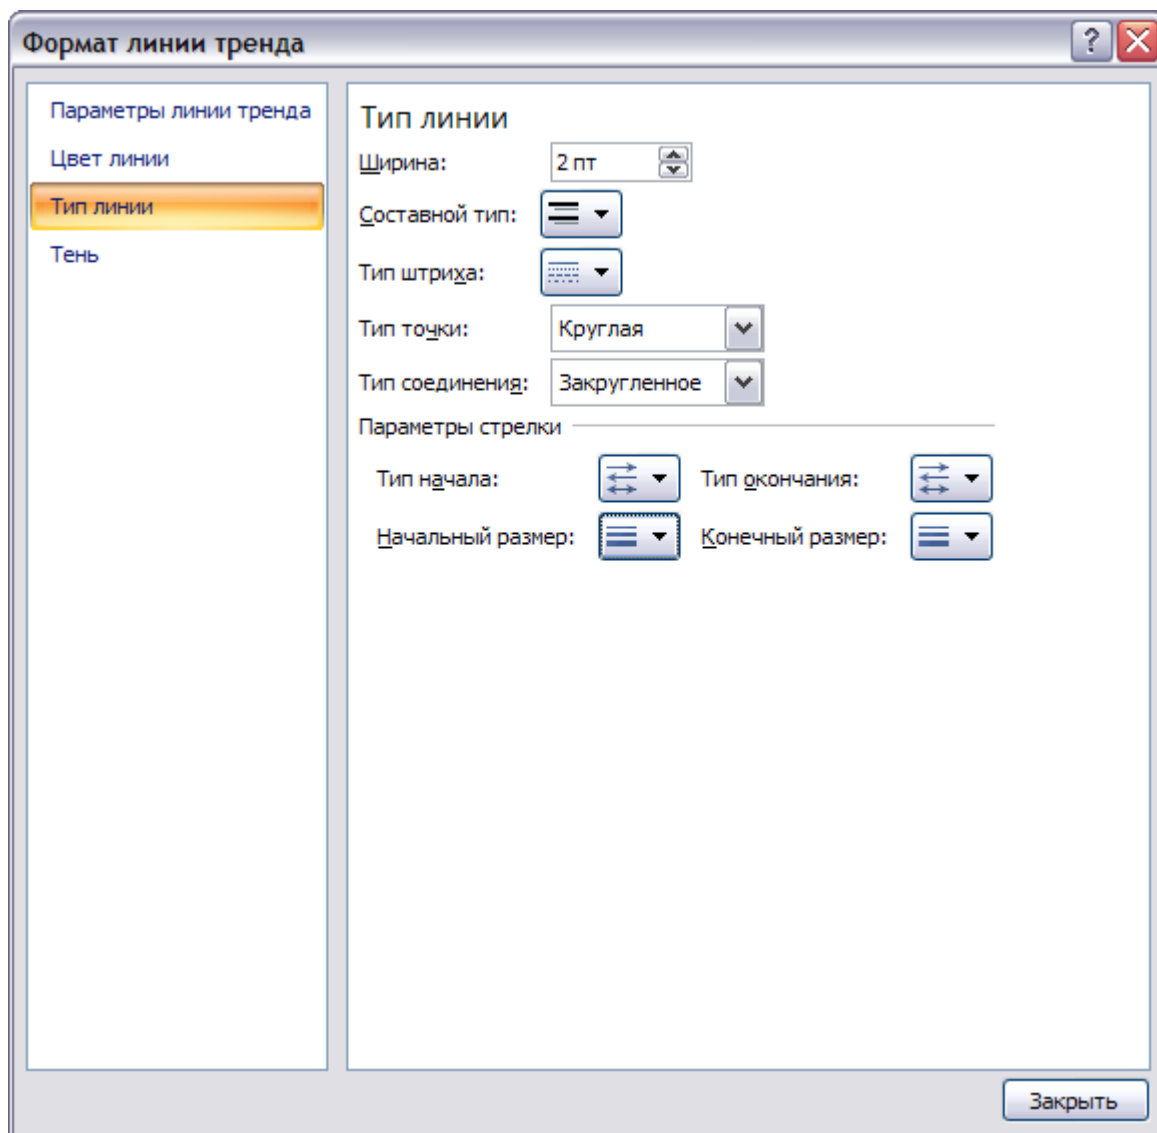 Формат линии тренда
?
Параметры линии тренда
Цвет линии
Тип линии
Тень
Тип линии
Ширина: 2 пт
Составной тип:
Тип штриха:
Тип точки: Круглая
Тип соединения: Закругленное
Параметры стрелки
Тип начала: Тип окончания:
Начальный размер: Конечный размер:
Закрыть